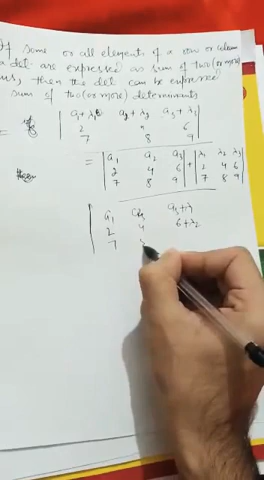 If some or all elements of a row or column
a det. are expressed as sum of two (or more)
then the det can be expressed
sum of two (or more) determinants
= | a₁+λ₁ a₂+λ₂ a₃+λ₃ |
2 4 6
7 8 9
= | a₁ a₂ a₃ | + | λ₁ λ₂ λ₃ |
2 4 6 2 4 6
7 8 9 7 8 9
| a₁ a₂ a₃+λ₁
2 4 6+λ₂
7